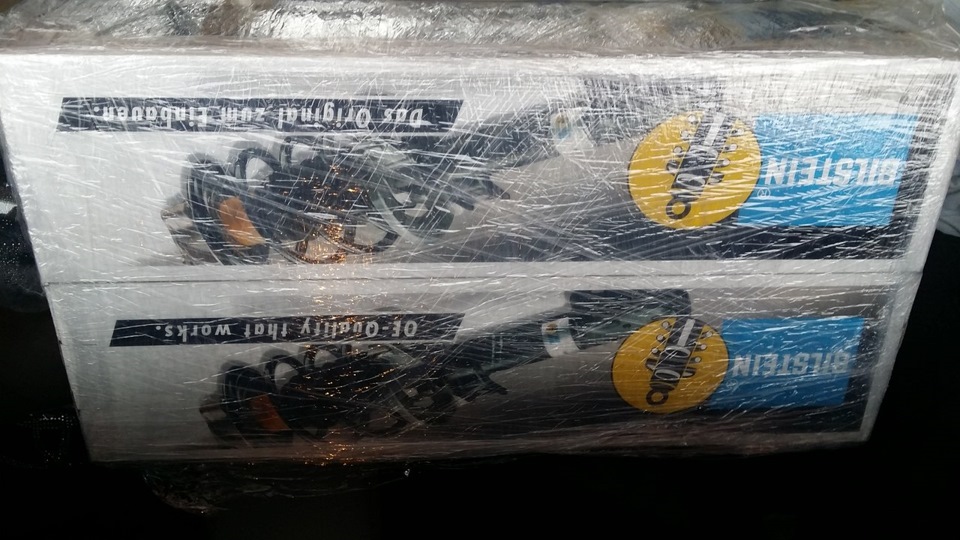 BILSTEIN
OE-Quality that works.
BILSTEIN®
Das Original zum Einbauen.